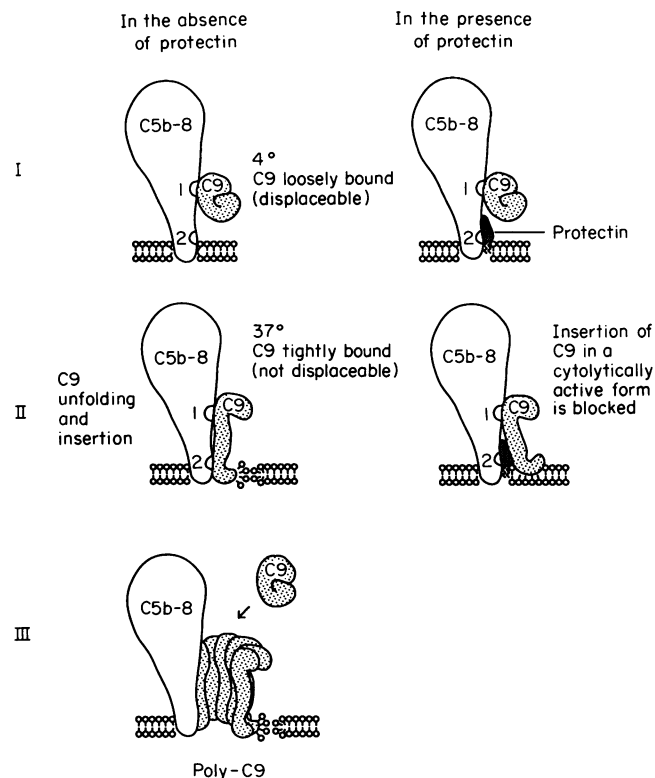 In the absence
of protectin
In the presence
of protectin
I
C5b-8
1
C9
2
4°
C9 loosely bound
(displaceable)
C5b-8
1
C9
2
Protectin
II
C9
unfolding
and
insertion
C5b-8
1
C9
2
37°
C9 tightly bound
(not displaceable)
C5b-8
1
C9
2
Insertion of
C9 in a
cytolytically
active form
is blocked
III
C5b-8
C9
Poly-C9